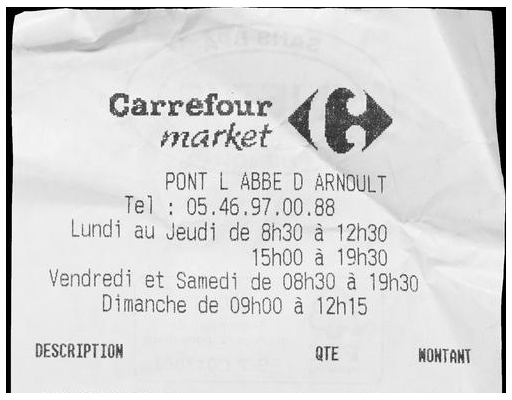 Carrefour
market
PONT L ABBE D ARNOULT
Tel : 05.46.97.00.88
Lundi au Jeudi de 8h30 à 12h30
15h00 à 19h30
Vendredi et Samedi de 08h30 à 19h30
Dimanche de 09h00 à 12h15
DESCRIPTION QTE MONTANT